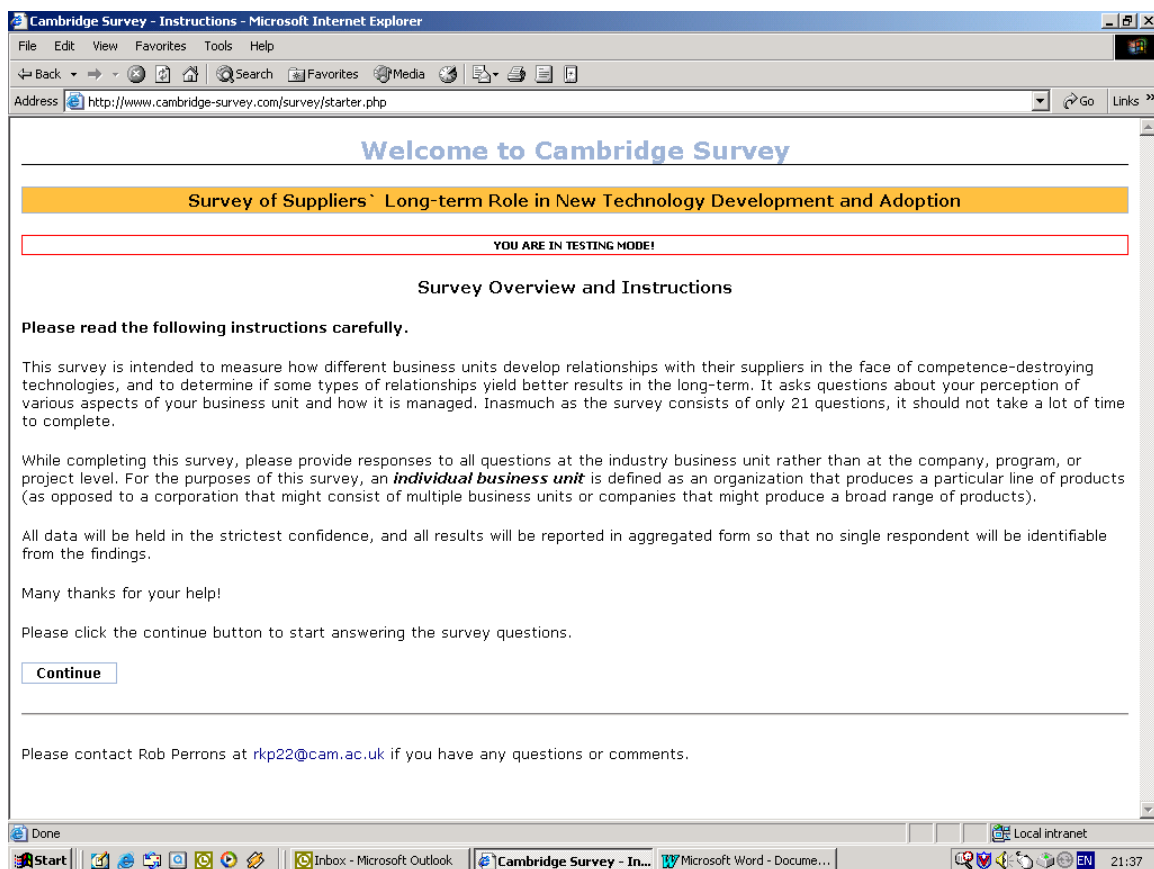 Cambridge Survey - Instructions - Microsoft Internet Explorer
File Edit View Favorites Tools Help
Back Search Favorites Media
Address http://www.cambridge-survey.com/survey/starter.php Go Links »
Welcome to Cambridge Survey
Survey of Suppliers` Long-term Role in New Technology Development and Adoption
YOU ARE IN TESTING MODE!
Survey Overview and Instructions
Please read the following instructions carefully.
This survey is intended to measure how different business units develop relationships with their suppliers in the face of competence-destroying
technologies, and to determine if some types of relationships yield better results in the long-term. It asks questions about your perception of
various aspects of your business unit and how it is managed. Inasmuch as the survey consists of only 21 questions, it should not take a lot of time
to complete.
While completing this survey, please provide responses to all questions at the industry business unit rather than at the company, program, or
project level. For the purposes of this survey, an individual business unit is defined as an organization that produces a particular line of products
(as opposed to a corporation that might consist of multiple business units or companies that might produce a broad range of products).
All data will be held in the strictest confidence, and all results will be reported in aggregated form so that no single respondent will be identifiable
from the findings.
Many thanks for your help!
Please click the continue button to start answering the survey questions.
Continue
Please contact Rob Perrons at rkp22@cam.ac.uk if you have any questions or comments.
Done Local intranet
Start Inbox - Microsoft Outlook Cambridge Survey - In... Microsoft Word - Docume... EN 21:37